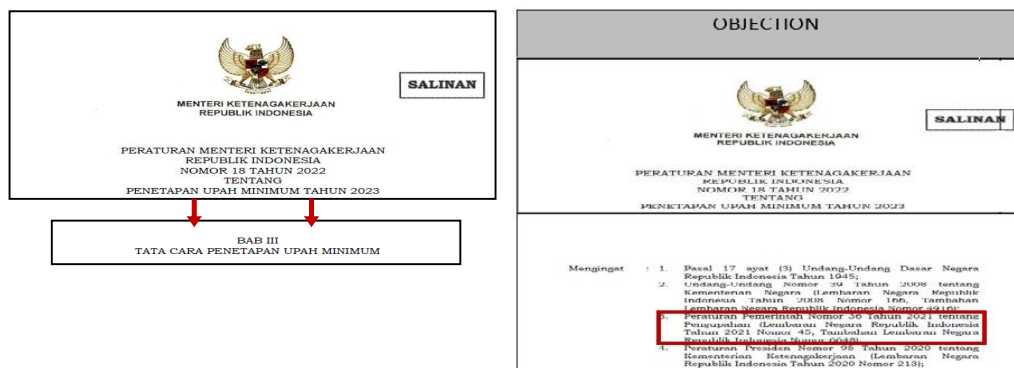 MENTERI KETENAGAKERJAAN
REPUBLIK INDONESIA
SALINAN
PERATURAN MENTERI KETENAGAKERJAAN
REPUBLIK INDONESIA
NOMOR 18 TAHUN 2022
TENTANG
PENETAPAN UPAH MINIMUM TAHUN 2023
BAB III
TATA CARA PENETAPAN UPAH MINIMUM
OBJECTION
MENTERI KETENAGAKERJAAN
REPUBLIK INDONESIA
SALINAN
PERATURAN MENTERI KETENAGAKERJAAN
REPUBLIK INDONESIA
NOMOR 18 TAHUN 2022
TENTANG
PENETAPAN UPAH MINIMUM TAHUN 2023
Mengingat : 1. Pasal 17 ayat (3) Undang-Undang Dasar Negara
Republik Indonesia Tahun 1945;
2. Undang-Undang Nomor 39 Tahun 2008 tentang
Kementerian Negara (Lembaran Negara Republik
Indonesia Tahun 2008 Nomor 166, Tambahan
Lembaran Negara Republik Indonesia Nomor 4916);
3. Peraturan Pemerintah Nomor 36 Tahun 2021 tentang
Pengupahan (Lembaran Negara Republik Indonesia
Tahun 2021 Nomor 45, Tambahan Lembaran Negara
Republik Indonesia Nomor 6648);
4. Peraturan Presiden Nomor 95 Tahun 2020 tentang
Kementerian Ketenagakerjaan (Lembaran Negara
Republik Indonesia Tahun 2020 Nomor 213);